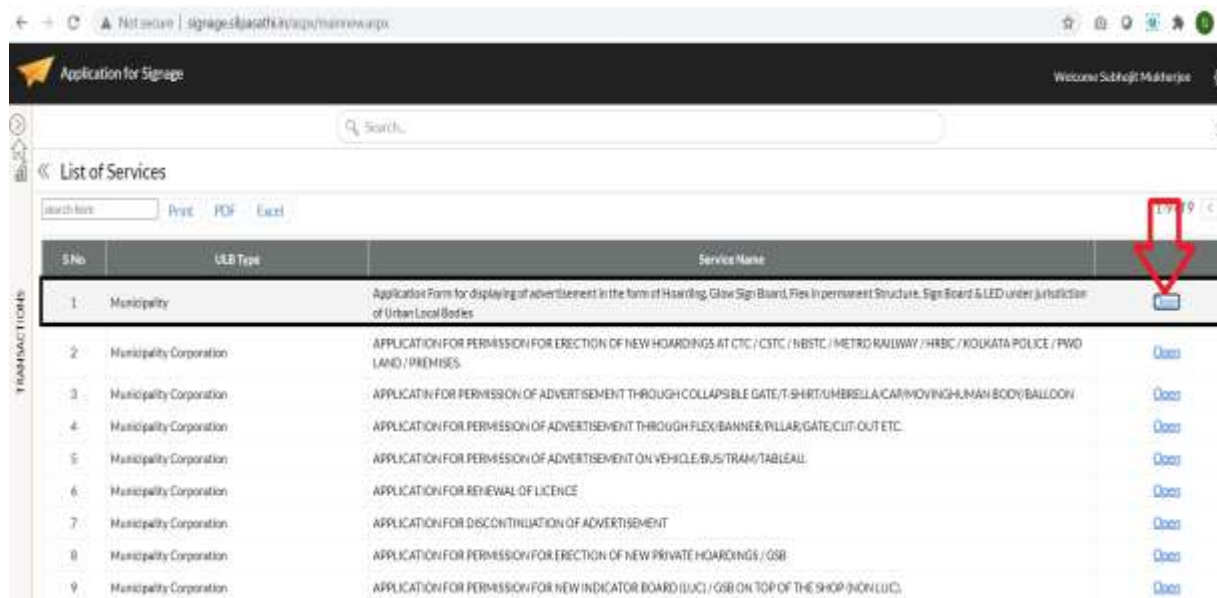 Not secure | signage.silpasathi.in/aspx/mainnew.aspx
Application for Signage
Welcome Subhojit Mukherjee
Search..
List of Services
search here Print PDF Excel
S.No. ULB Type Service Name
1 Municipality Application Form for displaying of advertisement in the form of Hoarding, Glow Sign Board, Flex in permanent Structure, Sign Board & LED under jurisdiction
of Urban Local Bodies
2 Municipality Corporation APPLICATION FOR PERMISSION FOR ERECTION OF NEW HOARDINGS AT CTC / CSTC / NBSTC / METRO RAILWAY / HRBC / KOLKATA POLICE / PWD Open
LAND / PREMISES.
3 Municipality Corporation APPLICATIN FOR PERMISSION OF ADVERTISEMENT THROUGH COLLAPSIBLE GATE/T-SHIRT/UMBRELLA/CAP/MOVINGHUMAN BODY/BALLOON Open
4 Municipality Corporation APPLICATION FOR PERMISSION OF ADVERTISEMENT THROUGH FLEX/BANNER/PILLAR/GATE/CUT-OUT ETC. Open
5 Municipality Corporation APPLICATION FOR PERMISSION OF ADVERTISEMENT ON VEHICLE/BUS/TRAM/TABLEAU. Open
6 Municipality Corporation APPLICATION FOR RENEWAL OF LICENCE Open
7 Municipality Corporation APPLICATION FOR DISCONTINUATION OF ADVERTISEMENT Open
8 Municipality Corporation APPLICATION FOR PERMISSION FOR ERECTION OF NEW PRIVATE HOARDINGS / GSB Open
9 Municipality Corporation APPLICATION FOR PERMISSION FOR NEW INDICATOR BOARD (LUC) / GSB ON TOP OF THE SHOP (NON LUC). Open
TRANSACTIONS